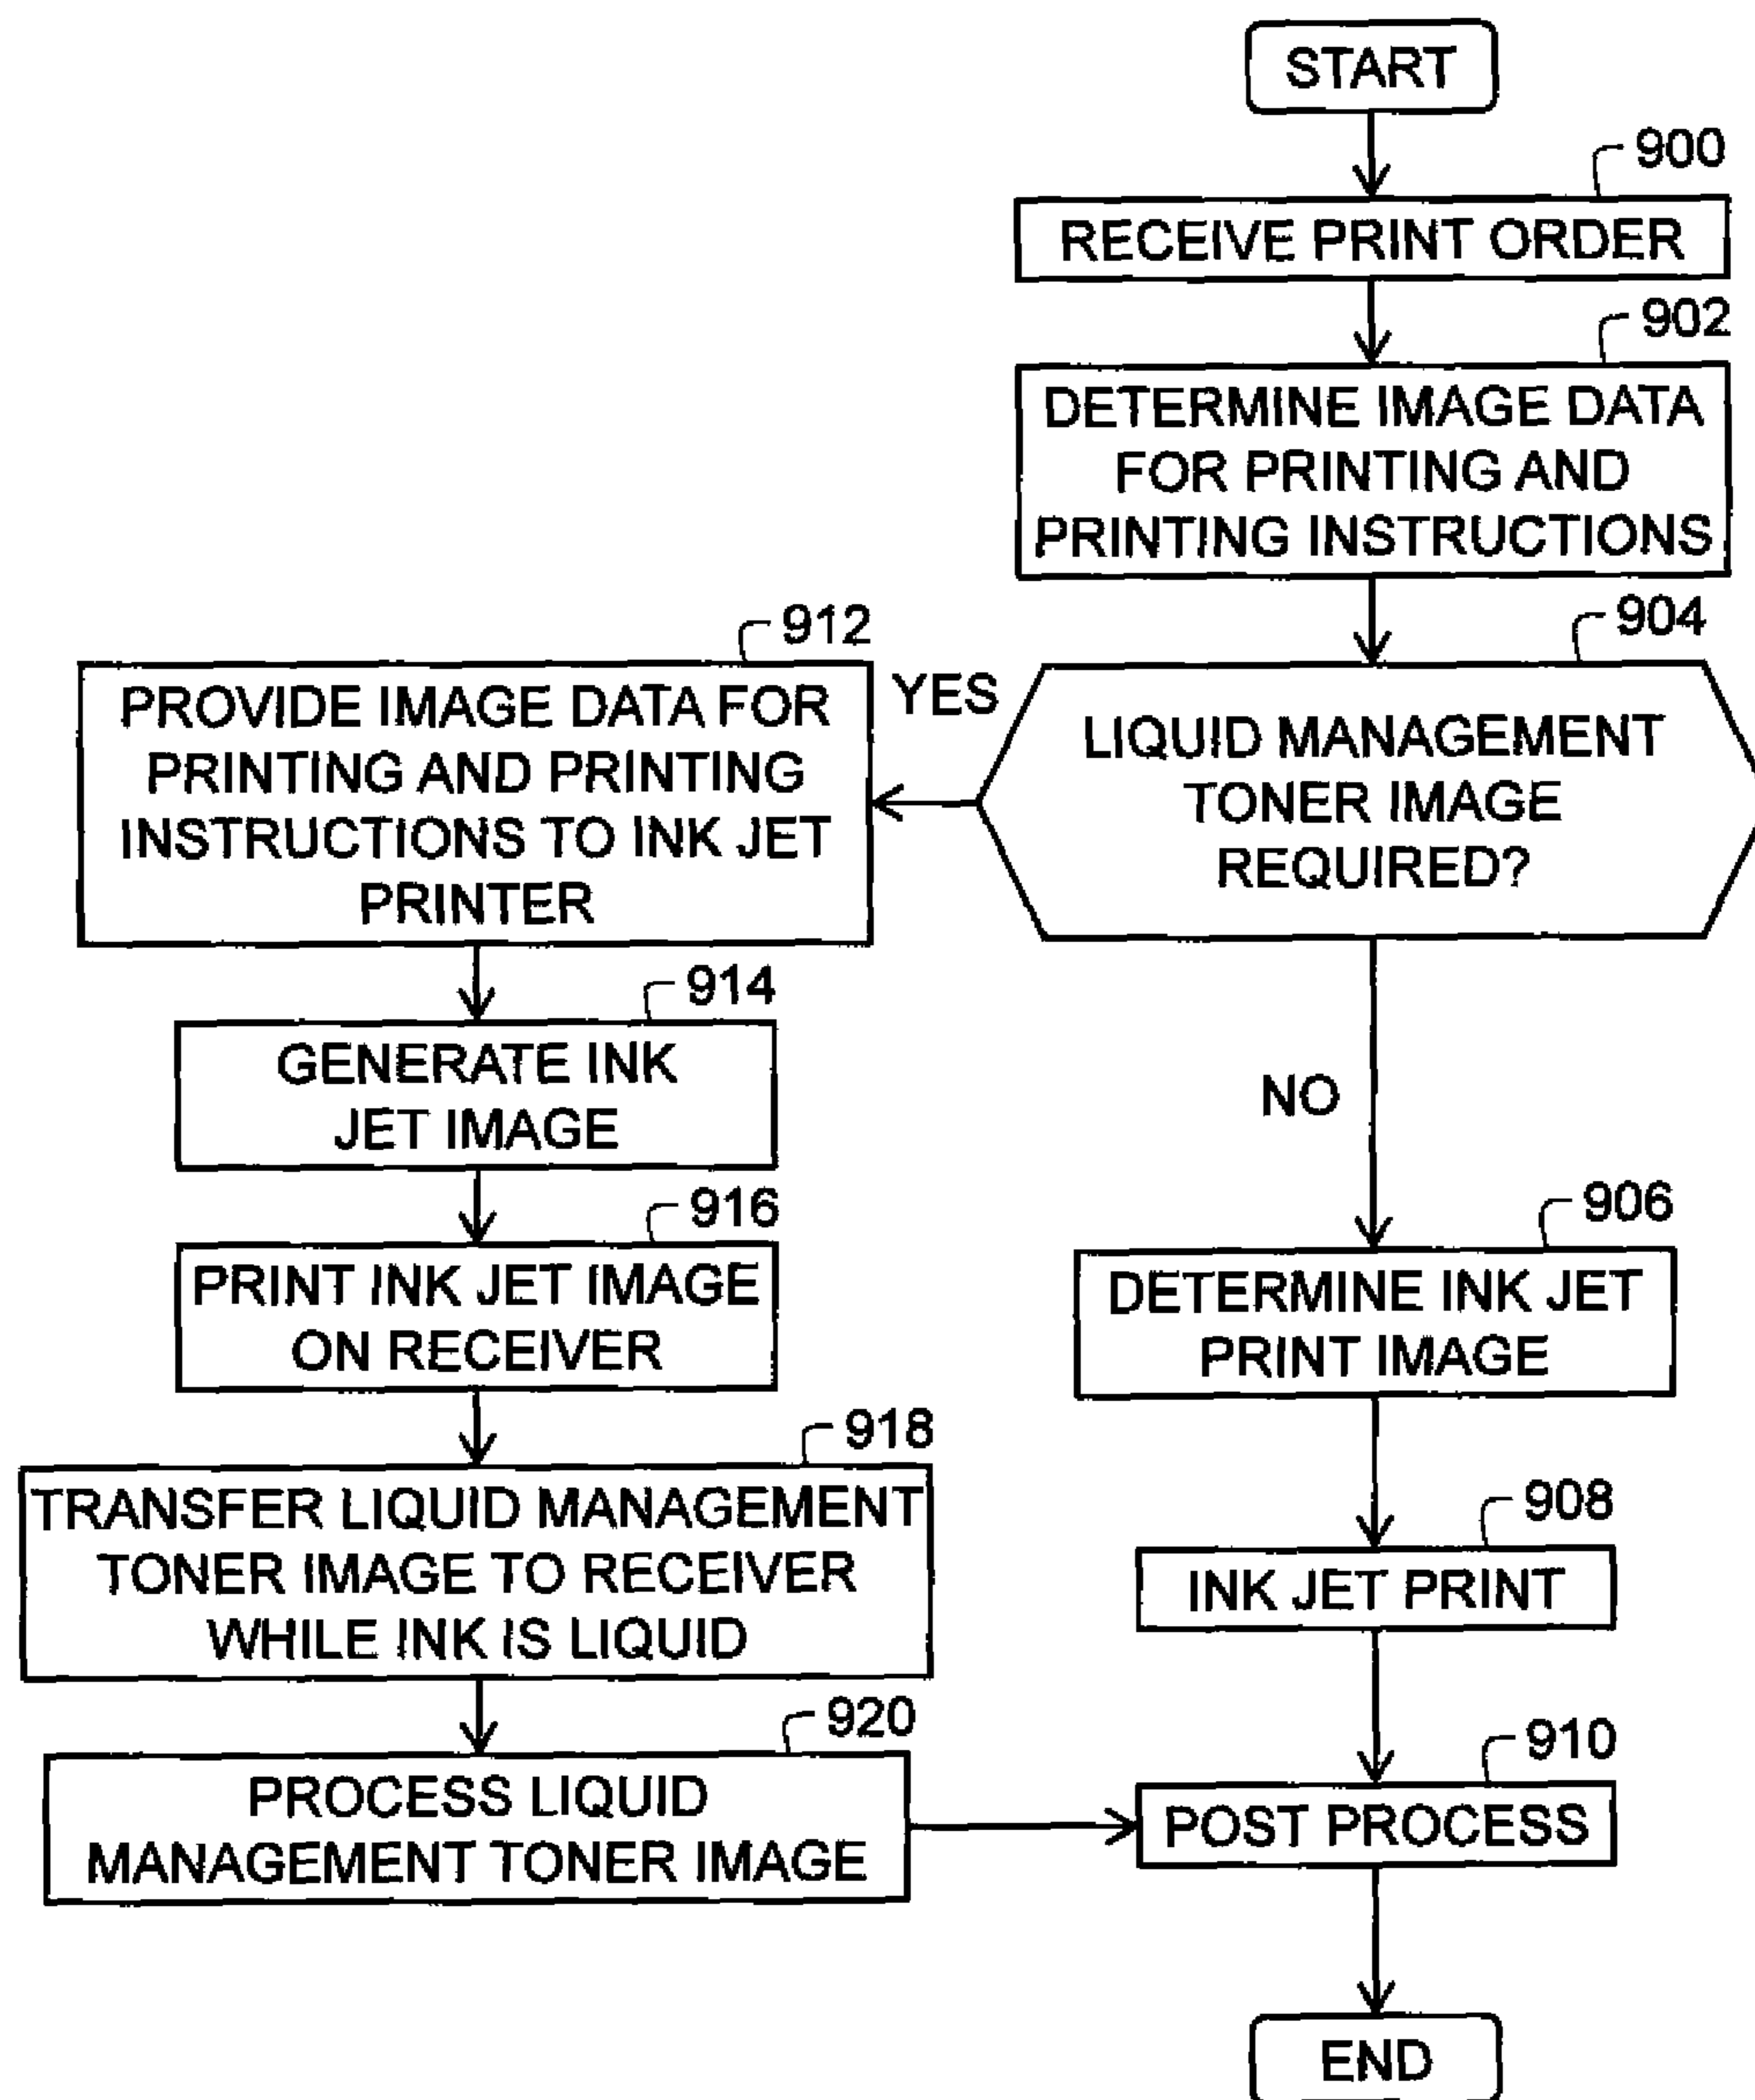 START
900
RECEIVE PRINT ORDER
902
DETERMINE IMAGE DATA
FOR PRINTING AND
PRINTING INSTRUCTIONS
904
LIQUID MANAGEMENT
TONER IMAGE
REQUIRED?
YES
912
PROVIDE IMAGE DATA FOR
PRINTING AND PRINTING
INSTRUCTIONS TO INK JET
PRINTER
914
GENERATE INK
JET IMAGE
916
PRINT INK JET IMAGE
ON RECEIVER
918
TRANSFER LIQUID MANAGEMENT
TONER IMAGE TO RECEIVER
WHILE INK IS LIQUID
920
PROCESS LIQUID
MANAGEMENT TONER IMAGE
NO
906
DETERMINE INK JET
PRINT IMAGE
908
INK JET PRINT
910
POST PROCESS
END